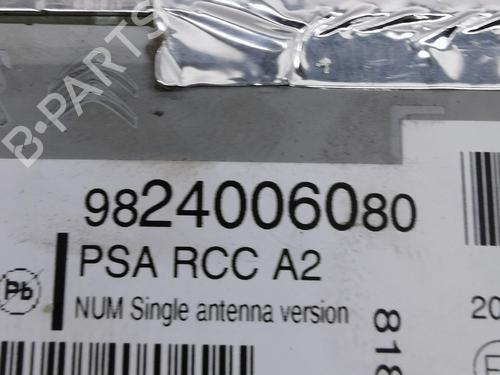 B-PARTS
9824006080
PSA RCC A2
Pb
NUM Single antenna version
818
20